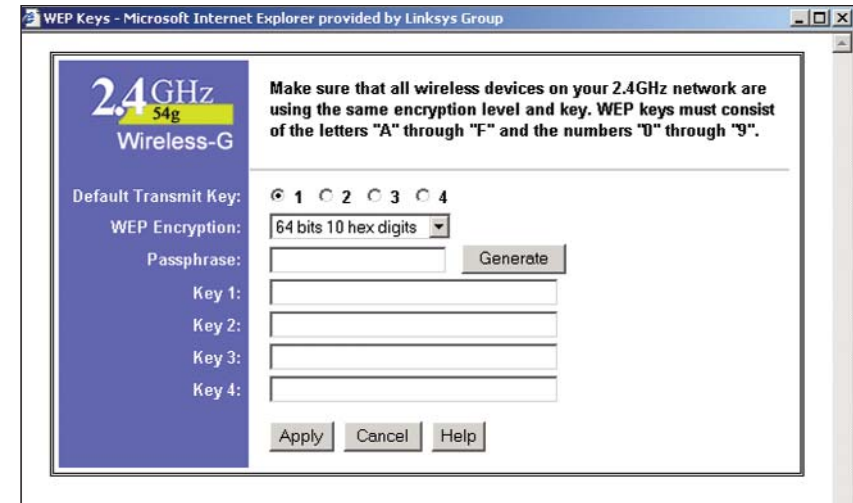 WEP Keys - Microsoft Internet Explorer provided by Linksys Group
2.4 GHz
54g
Wireless-G
Make sure that all wireless devices on your 2.4GHz network are
using the same encryption level and key. WEP keys must consist
of the letters "A" through "F" and the numbers "0" through "9".
Default Transmit Key: 1 2 3 4
WEP Encryption: 64 bits 10 hex digits
Passphrase: Generate
Key 1:
Key 2:
Key 3:
Key 4:
Apply Cancel Help